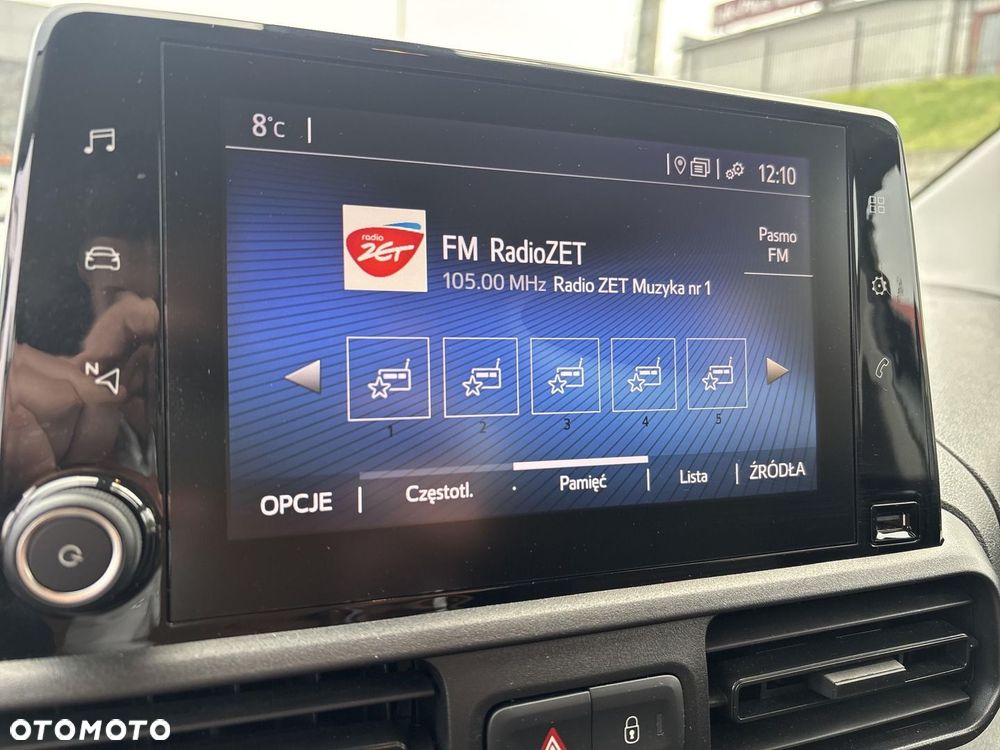 8°C
12:10
radio
ZET
FM RadioZET
105.00 MHz Radio ZET Muzyka nr 1
Pasmo
FM
N
1 2 3 4 5
OPCJE Częstotl. Pamięć Lista ŹRÓDŁA
OTOMOTO